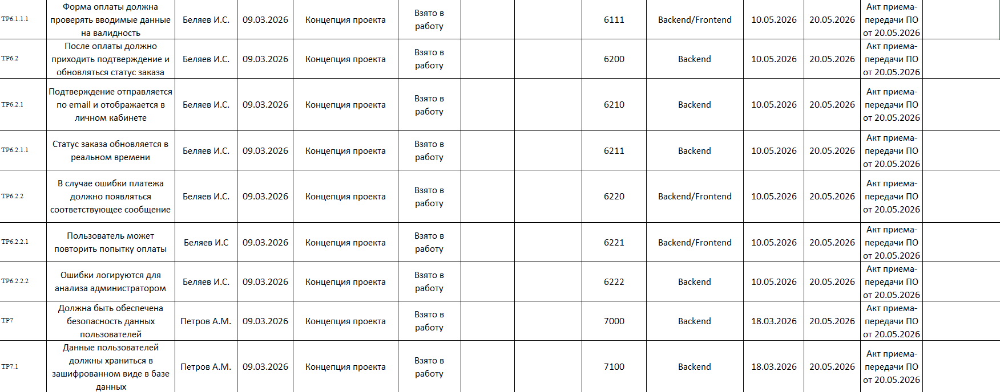 ТР6.1.1.1
Форма оплаты должна
проверять вводимые данные
на валидность
Беляев И.С.
09.03.2026
Концепция проекта
Взято в
работу
6111
Backend/Frontend
10.05.2026
20.05.2026
Акт приема-
передачи ПО
от 20.05.2026
ТР6.2
После оплаты должно
приходить подтверждение и
обновляться статус заказа
Беляев И.С.
09.03.2026
Концепция проекта
Взято в
работу
6200
Backend
10.05.2026
20.05.2026
Акт приема-
передачи ПО
от 20.05.2026
ТР6.2.1
Подтверждение отправляется
по email и отображается в
личном кабинете
Беляев И.С.
09.03.2026
Концепция проекта
Взято в
работу
6210
Backend
10.05.2026
20.05.2026
Акт приема-
передачи ПО
от 20.05.2026
ТР6.2.1.1
Статус заказа обновляется в
реальном времени
Беляев И.С.
09.03.2026
Концепция проекта
Взято в
работу
6211
Backend
10.05.2026
20.05.2026
Акт приема-
передачи ПО
от 20.05.2026
ТР6.2.2
В случае ошибки платежа
должно появляться
соответствующее сообщение
Беляев И.С.
09.03.2026
Концепция проекта
Взято в
работу
6220
Backend/Frontend
10.05.2026
20.05.2026
Акт приема-
передачи ПО
от 20.05.2026
ТР6.2.2.1
Пользователь может
повторить попытку оплаты
Беляев И.С
09.03.2026
Концепция проекта
Взято в
работу
6221
Backend/Frontend
10.05.2026
20.05.2026
Акт приема-
передачи ПО
от 20.05.2026
ТР6.2.2.2
Ошибки логируются для
анализа администратором
Беляев И.С.
09.03.2026
Концепция проекта
Взято в
работу
6222
Backend
10.05.2026
20.05.2026
Акт приема-
передачи ПО
от 20.05.2026
ТР7
Должна быть обеспечена
безопасность данных
пользователей
Петров А.М.
09.03.2026
Концепция проекта
Взято в
работу
7000
Backend
18.03.2026
20.05.2026
Акт приема-
передачи ПО
от 20.05.2026
ТР7.1
Данные пользователей
должны храниться в
зашифрованном виде в базе
данных
Петров А.М.
09.03.2026
Концепция проекта
Взято в
работу
7100
Backend
18.03.2026
20.05.2026
Акт приема-
передачи ПО
от 20.05.2026